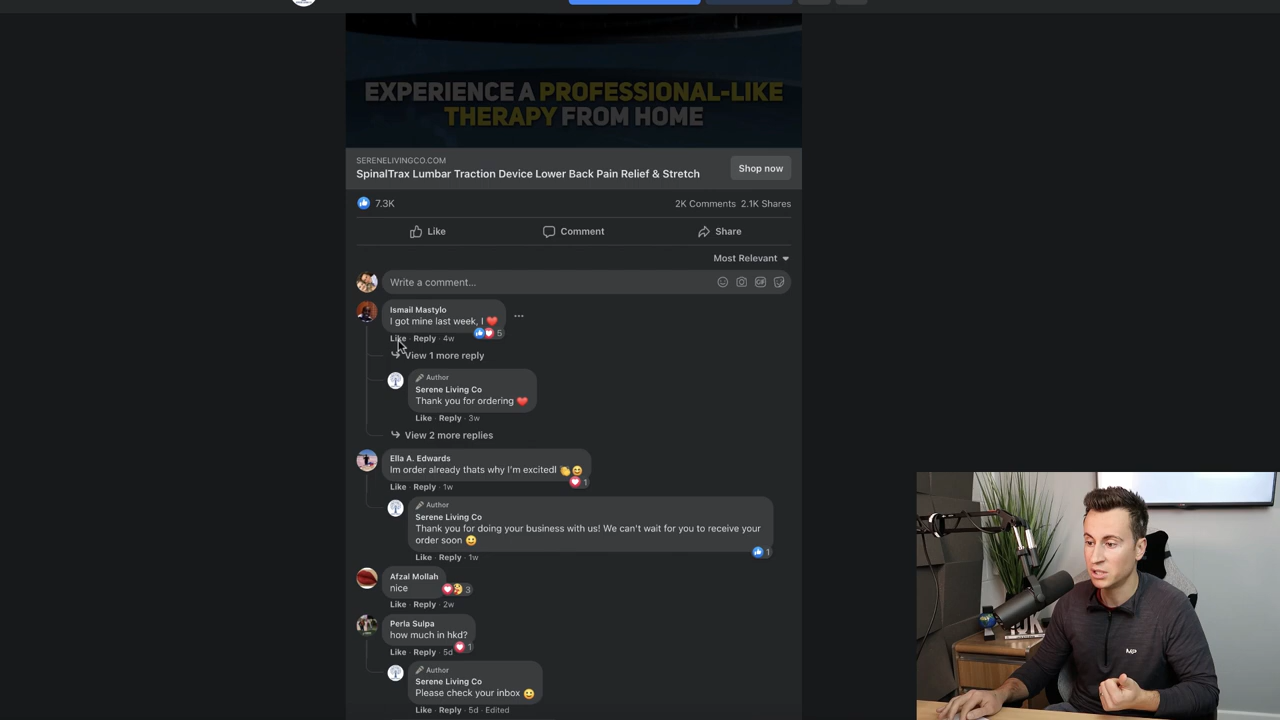 EXPERIENCE A PROFESSIONAL-LIKE
THERAPY FROM HOME
SERENELIVINGCO.COM
SpinalTrax Lumbar Traction Device Lower Back Pain Relief & Stretch
Shop now
7.3K
2K Comments 2.1K Shares
Like
Comment
Share
Most Relevant
Write a comment...
Ismail Mastylo
I got mine last week, I ❤️
5
Like · Reply · 4w
View 1 more reply
Author
Serene Living Co
Thank you for ordering ❤️
Like · Reply · 3w
View 2 more replies
Ella A. Edwards
Im order already thats why I'm excited! 👏😄
1
Like · Reply · 1w
Author
Serene Living Co
Thank you for doing your business with us! We can't wait for you to receive your
order soon 😃
1
Like · Reply · 1w
Afzal Mollah
nice
3
Like · Reply · 2w
Perla Sulpa
how much in hkd?
1
Like · Reply · 5d
Author
Serene Living Co
Please check your inbox 😃
Like · Reply · 5d · Edited
10K
MP